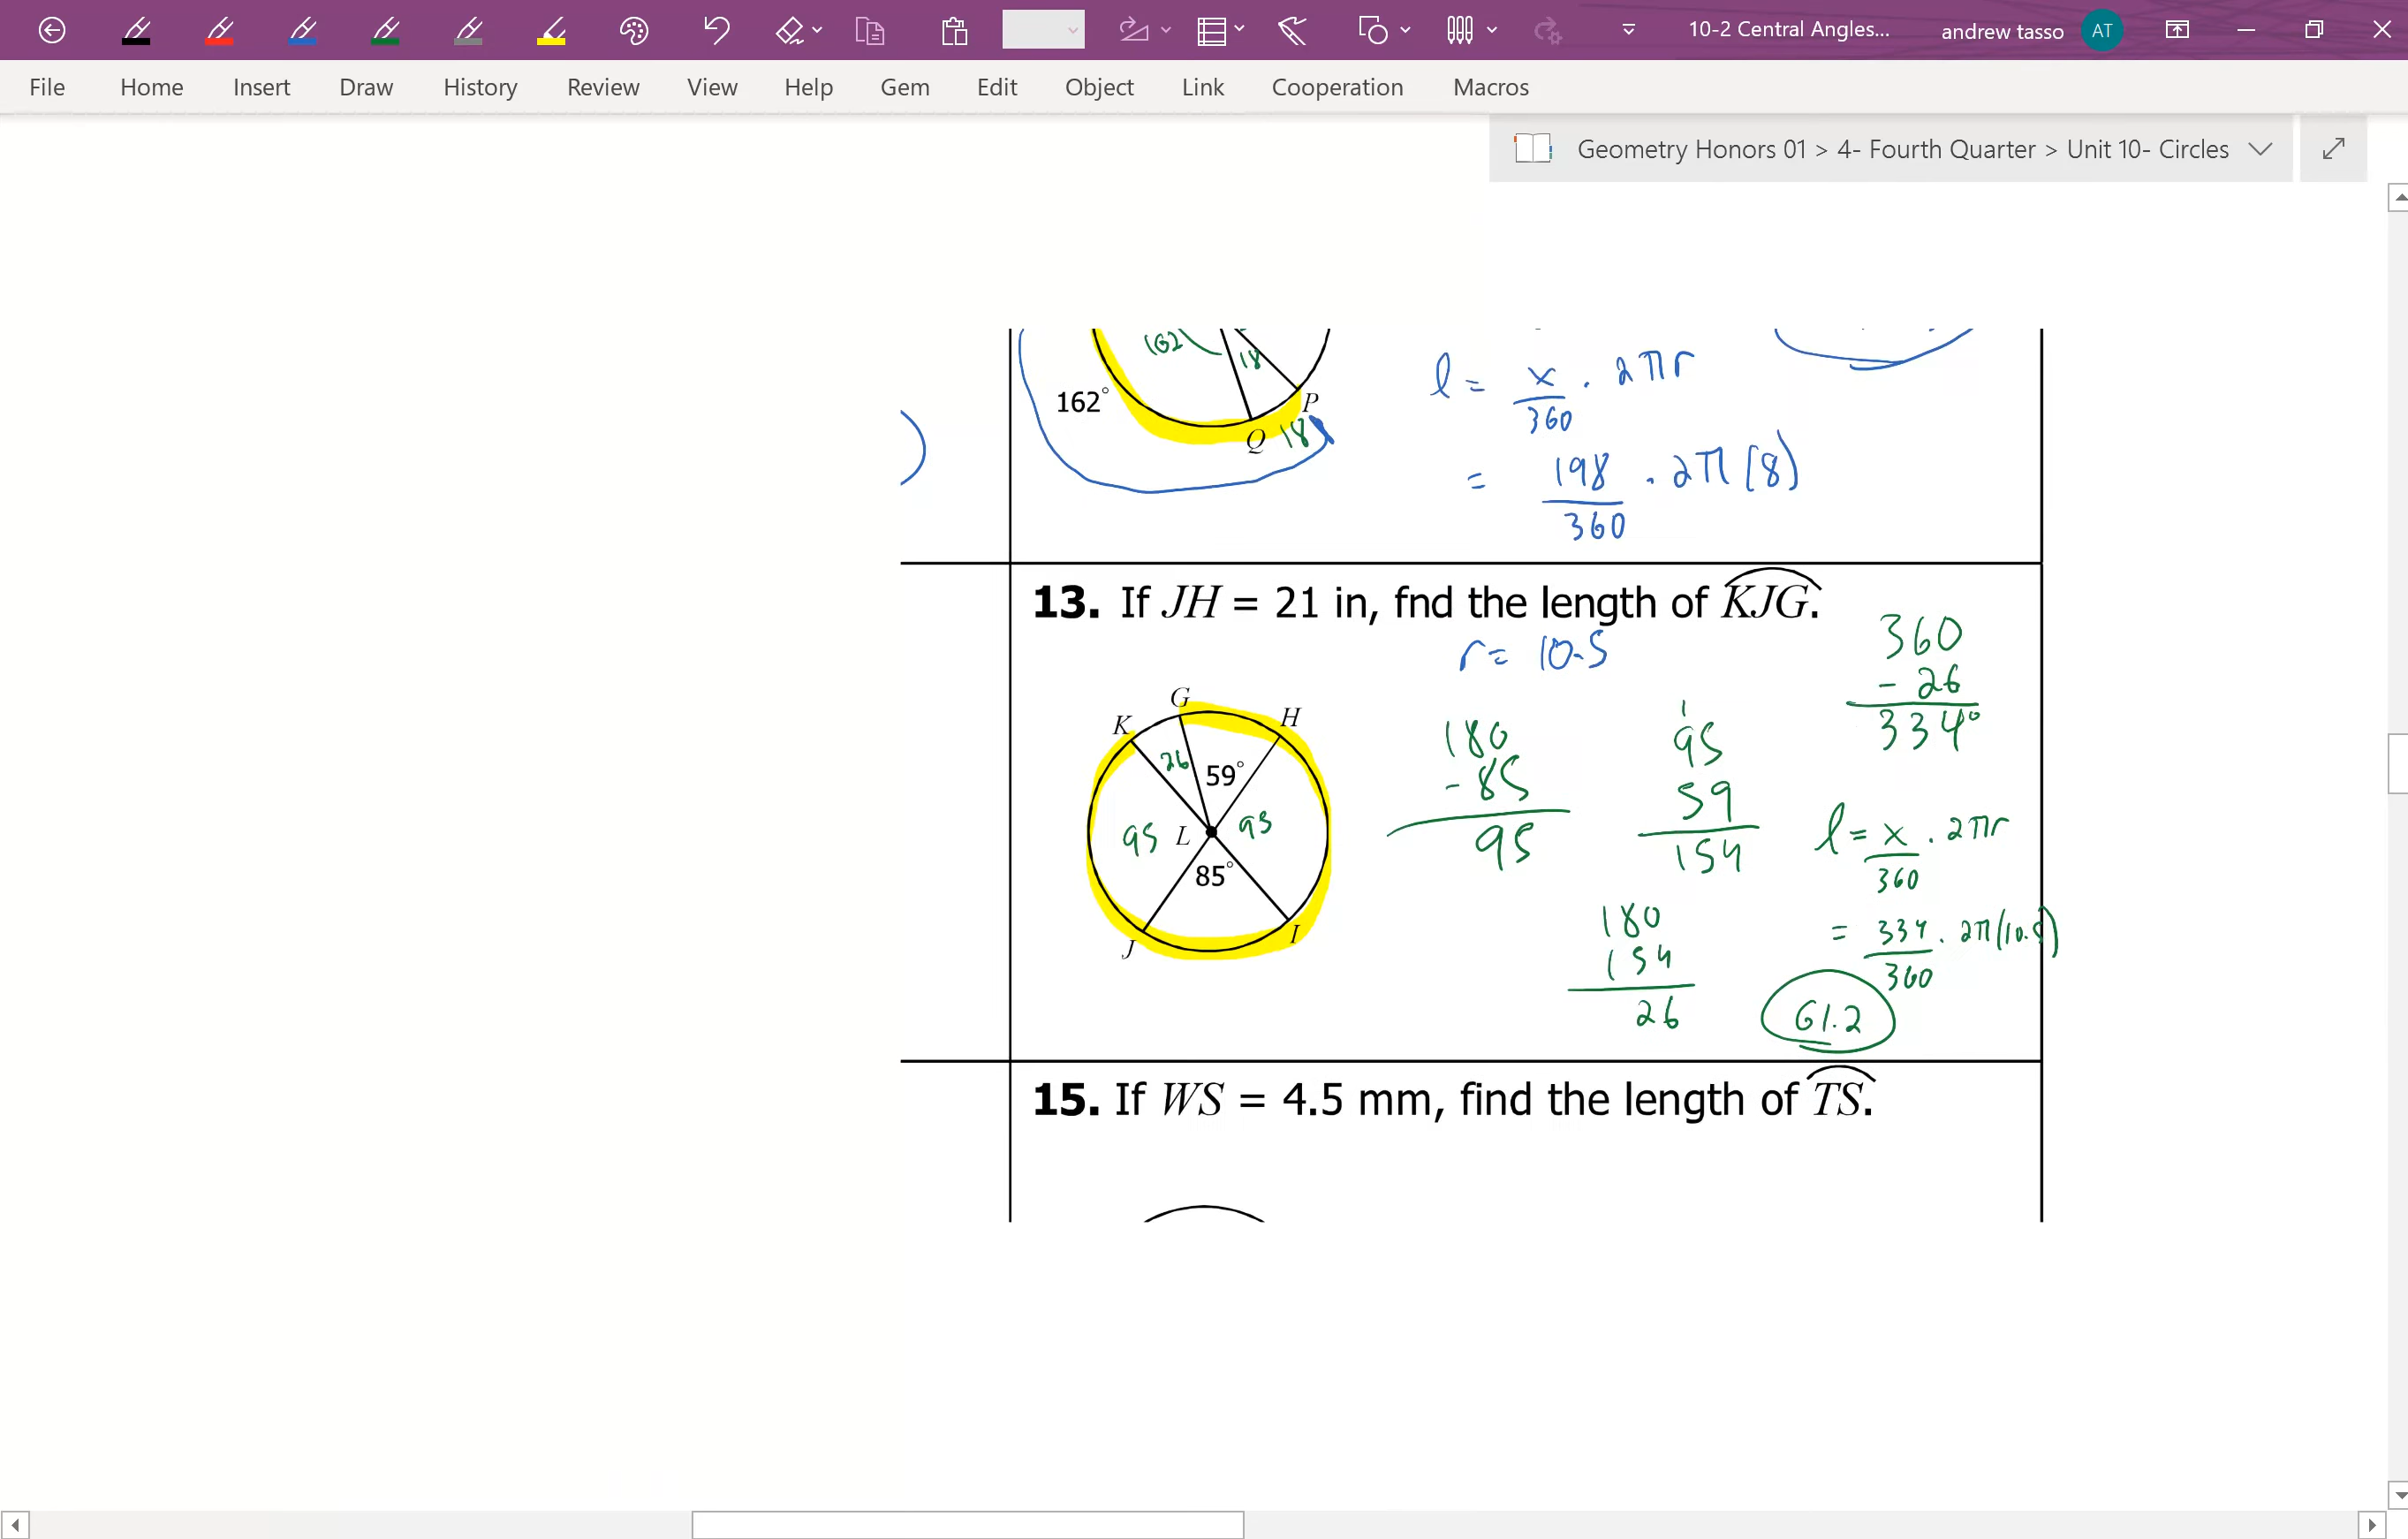 10-2 Central Angles... andrew tasso AT
File Home Insert Draw History Review View Help Gem Edit Object Link Cooperation Macros
Geometry Honors 01 > 4- Fourth Quarter > Unit 10- Circles
162 18
162° P
Q 18
l = x/360 · 2πr
= 198/360 · 2π(8)
13. If JH = 21 in, fnd the length of KJG.
r = 10.5
G
K H
26 59°
95 L 95
85°
J I
180
- 85
95
1
95
59
154
180
154
26
360
- 26
334°
l = x/360 · 2πr
= 334/360 · 2π(10.5)
61.2
15. If WS = 4.5 mm, find the length of TS.